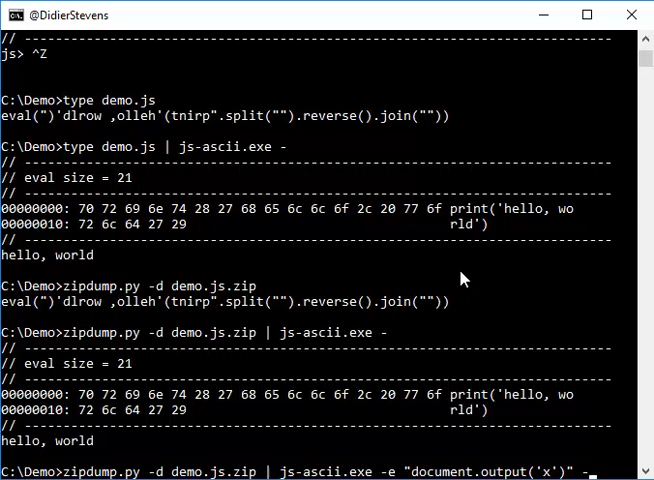 @DidierStevens
// ---------------------------------------------------------------------------
js> ^Z
C:\Demo>type demo.js
eval(")'dlrow ,olleh'(tnirp".split("").reverse().join(""))
C:\Demo>type demo.js | js-ascii.exe -
// ---------------------------------------------------------------------------
// eval size = 21
// ---------------------------------------------------------------------------
00000000: 70 72 69 6e 74 28 27 68 65 6c 6c 6f 2c 20 77 6f print('hello, wo
00000010: 72 6c 64 27 29 rld')
// ---------------------------------------------------------------------------
hello, world
C:\Demo>zipdump.py -d demo.js.zip
eval(")'dlrow ,olleh'(tnirp".split("").reverse().join(""))
C:\Demo>zipdump.py -d demo.js.zip | js-ascii.exe -
// ---------------------------------------------------------------------------
// eval size = 21
// ---------------------------------------------------------------------------
00000000: 70 72 69 6e 74 28 27 68 65 6c 6c 6f 2c 20 77 6f print('hello, wo
00000010: 72 6c 64 27 29 rld')
// ---------------------------------------------------------------------------
hello, world
C:\Demo>zipdump.py -d demo.js.zip | js-ascii.exe -e "document.output('x')" -